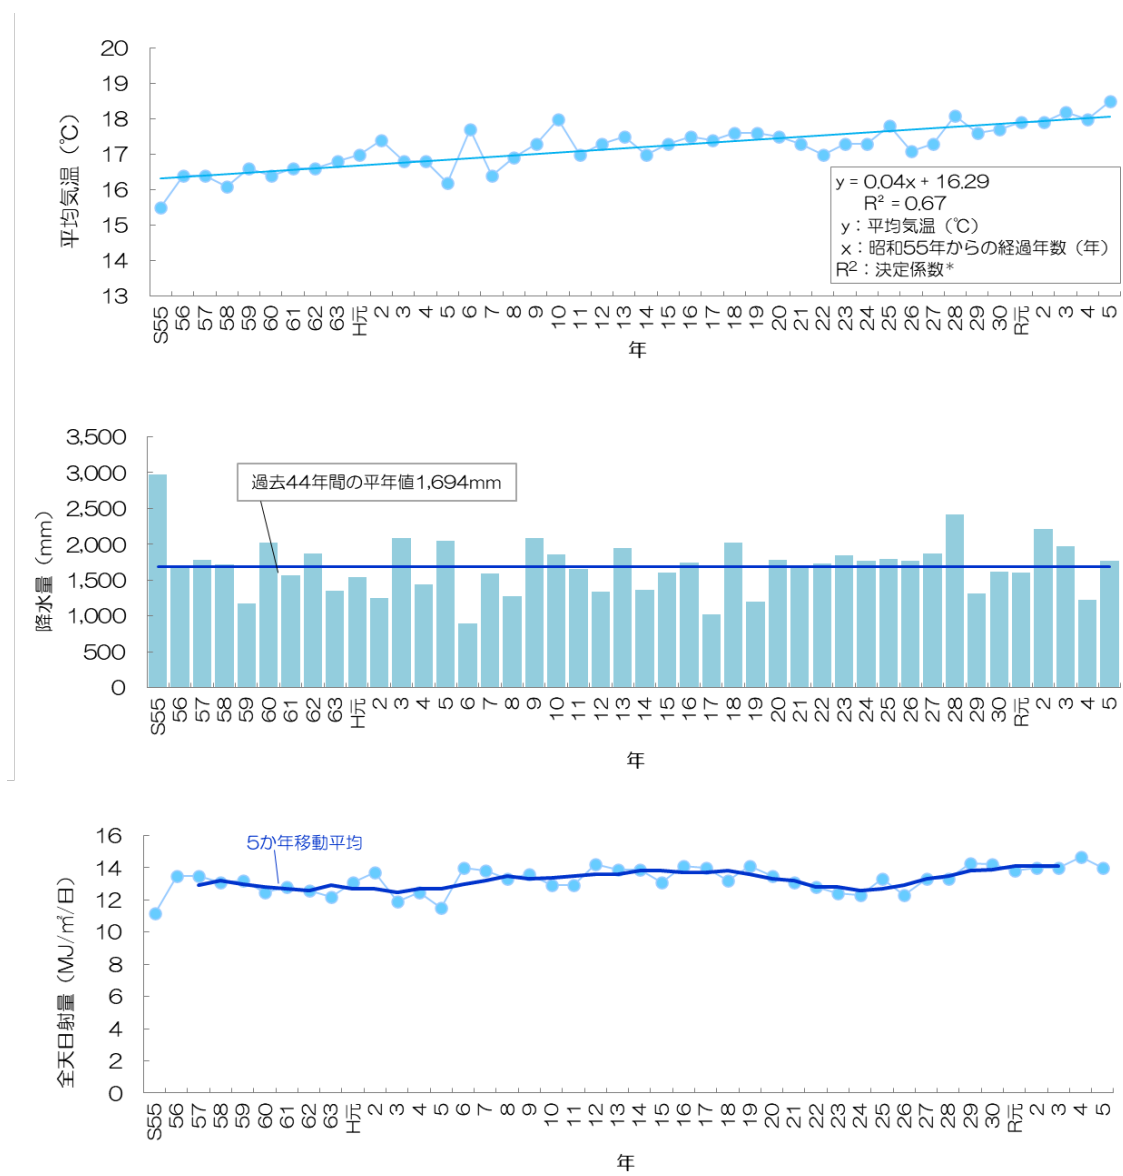 20
19
18
17
16
15
14
13
平均気温（℃）
y = 0.04x + 16.29
R² = 0.67
y：平均気温（℃）
x：昭和55年からの経過年数（年）
R²：決定係数*
S55 56 57 58 59 60 61 62 63 H元 2 3 4 5 6 7 8 9 10 11 12 13 14 15 16 17 18 19 20 21 22 23 24 25 26 27 28 29 30 R元 2 3 4 5
年
3,500
3,000
2,500
2,000
1,500
1,000
500
0
降水量（mm）
過去44年間の平年値1,694mm
S55 56 57 58 59 60 61 62 63 H元 2 3 4 5 6 7 8 9 10 11 12 13 14 15 16 17 18 19 20 21 22 23 24 25 26 27 28 29 30 R元 2 3 4 5
年
16
14
12
10
8
6
4
2
0
全天日射量（MJ/㎡/日）
5か年移動平均
S55 56 57 58 59 60 61 62 63 H元 2 3 4 5 6 7 8 9 10 11 12 13 14 15 16 17 18 19 20 21 22 23 24 25 26 27 28 29 30 R元 2 3 4 5
年